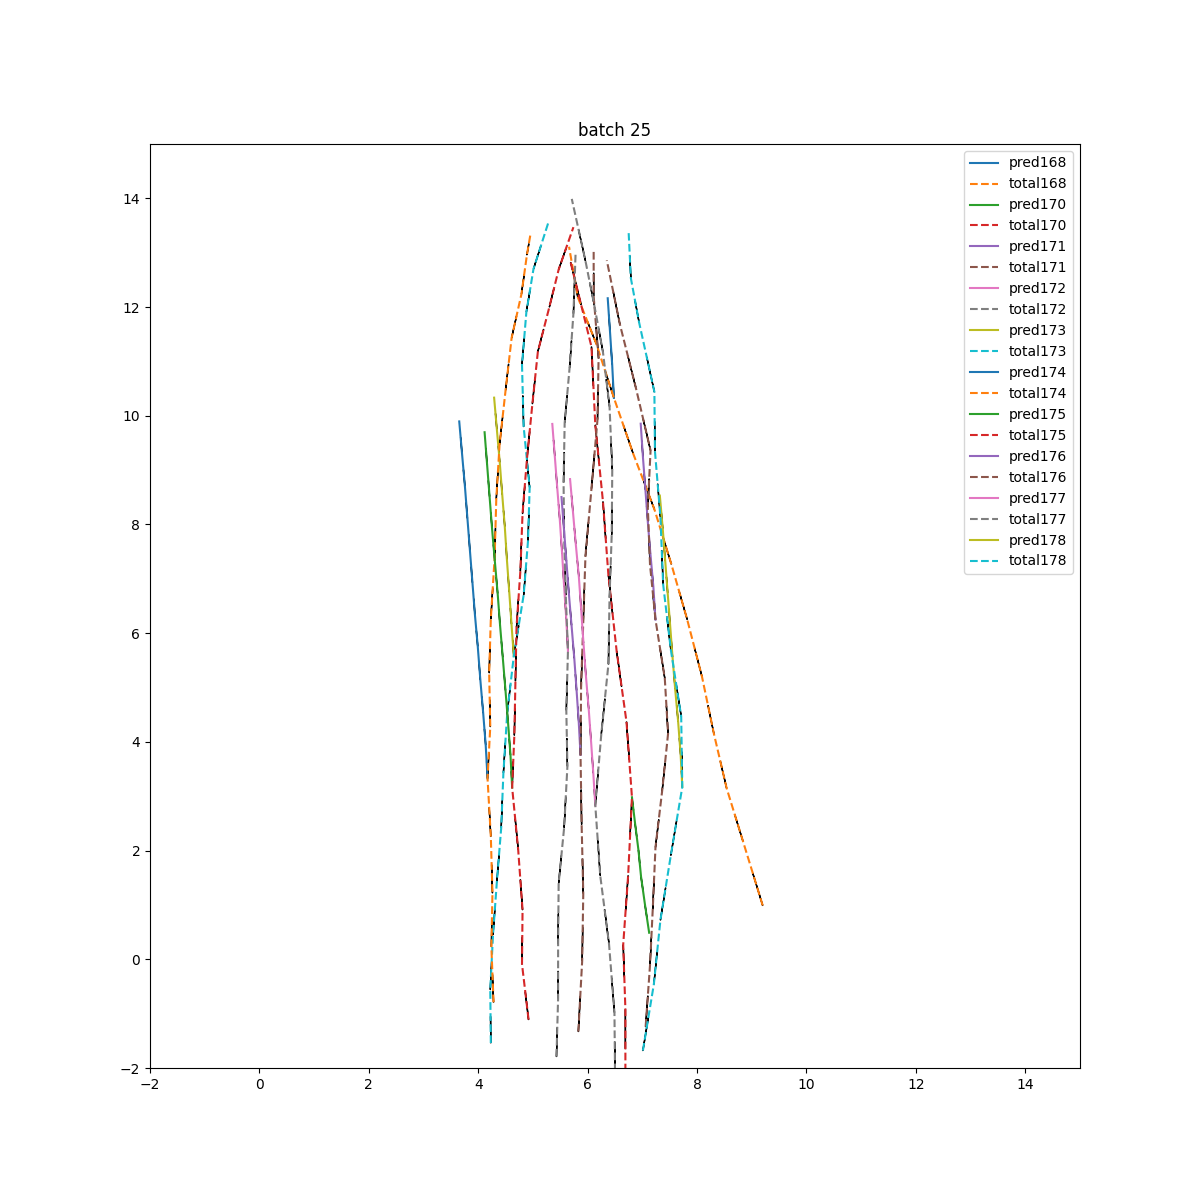 batch 25
pred168
total168
pred170
total170
pred171
total171
pred172
total172
pred173
total173
pred174
total174
pred175
total175
pred176
total176
pred177
total177
pred178
total178
14
12
10
8
6
4
2
0
−2
−2 0 2 4 6 8 10 12 14